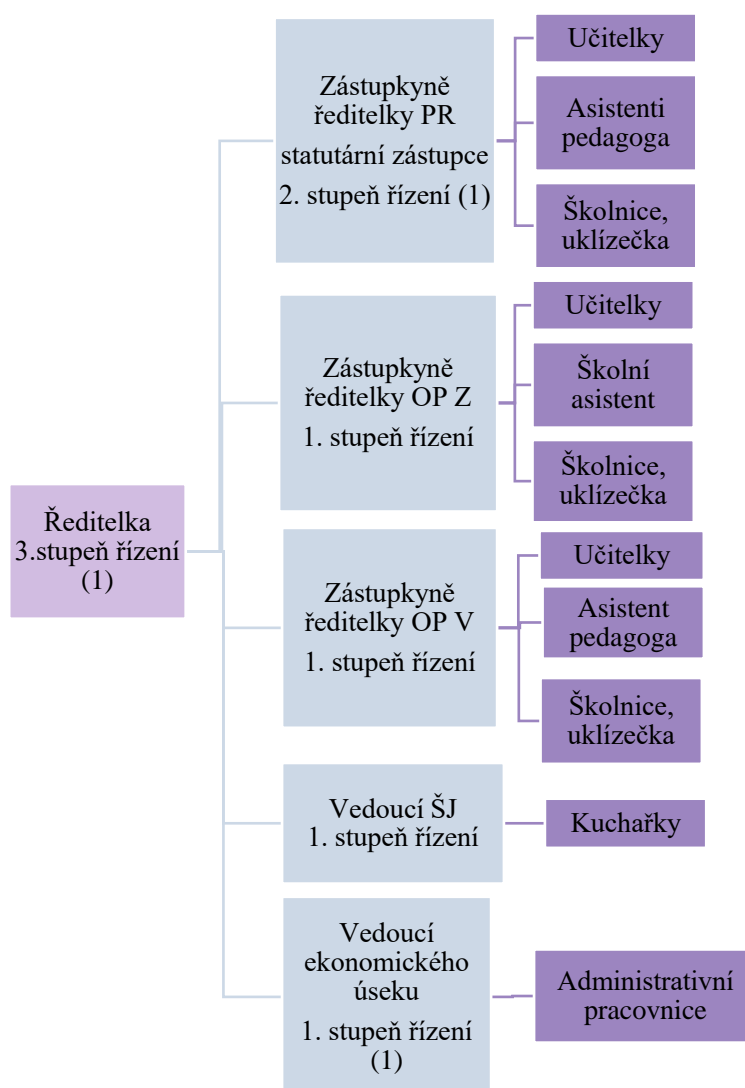 Ředitelka
3.stupeň řízení
(1)
Zástupkyně
ředitelky PR
statutární zástupce
2. stupeň řízení (1)
Učitelky
Asistenti
pedagoga
Školnice,
uklízečka
Zástupkyně
ředitelky OP Z
1. stupeň řízení
Učitelky
Školní
asistent
Školnice,
uklízečka
Zástupkyně
ředitelky OP V
1. stupeň řízení
Učitelky
Asistent
pedagoga
Školnice,
uklízečka
Vedoucí ŠJ
1. stupeň řízení
Kuchařky
Vedoucí
ekonomického
úseku
1. stupeň řízení
(1)
Administrativní
pracovnice